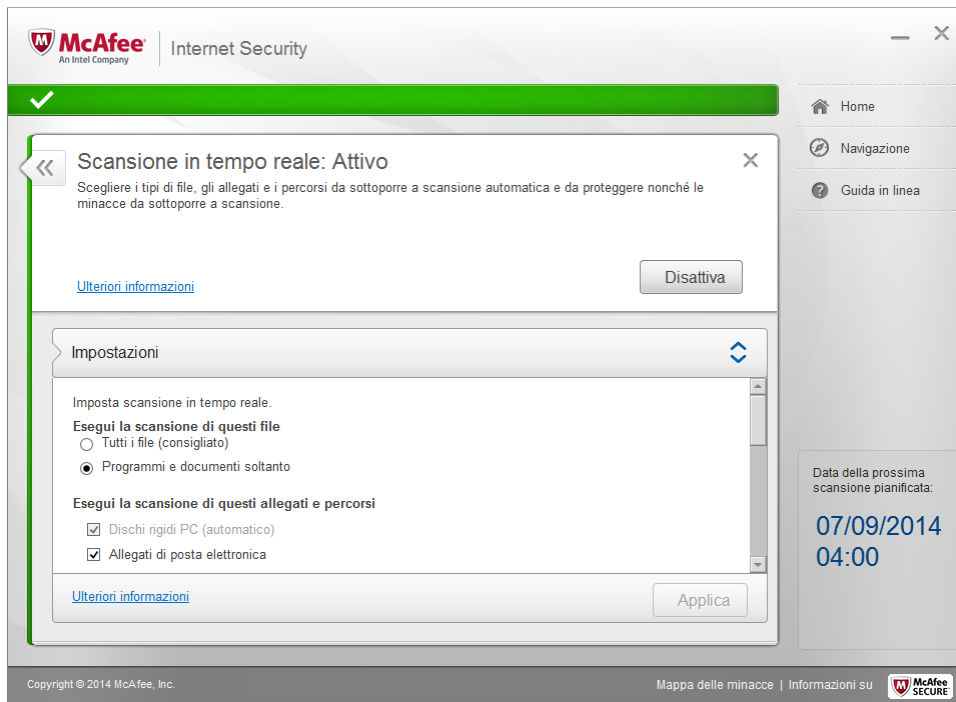 McAfee
An Intel Company
Internet Security
Home
Navigazione
Guida in linea
Scansione in tempo reale: Attivo
Scegliere i tipi di file, gli allegati e i percorsi da sottoporre a scansione automatica e da proteggere nonché le
minacce da sottoporre a scansione.
Ulteriori informazioni
Disattiva
Impostazioni
Imposta scansione in tempo reale.
Esegui la scansione di questi file
Tutti i file (consigliato)
Programmi e documenti soltanto
Esegui la scansione di questi allegati e percorsi
Dischi rigidi PC (automatico)
Allegati di posta elettronica
Ulteriori informazioni
Applica
Data della prossima
scansione pianificata:
07/09/2014
04:00
Copyright © 2014 McAfee, Inc.
Mappa delle minacce | Informazioni su
McAfee
SECURE